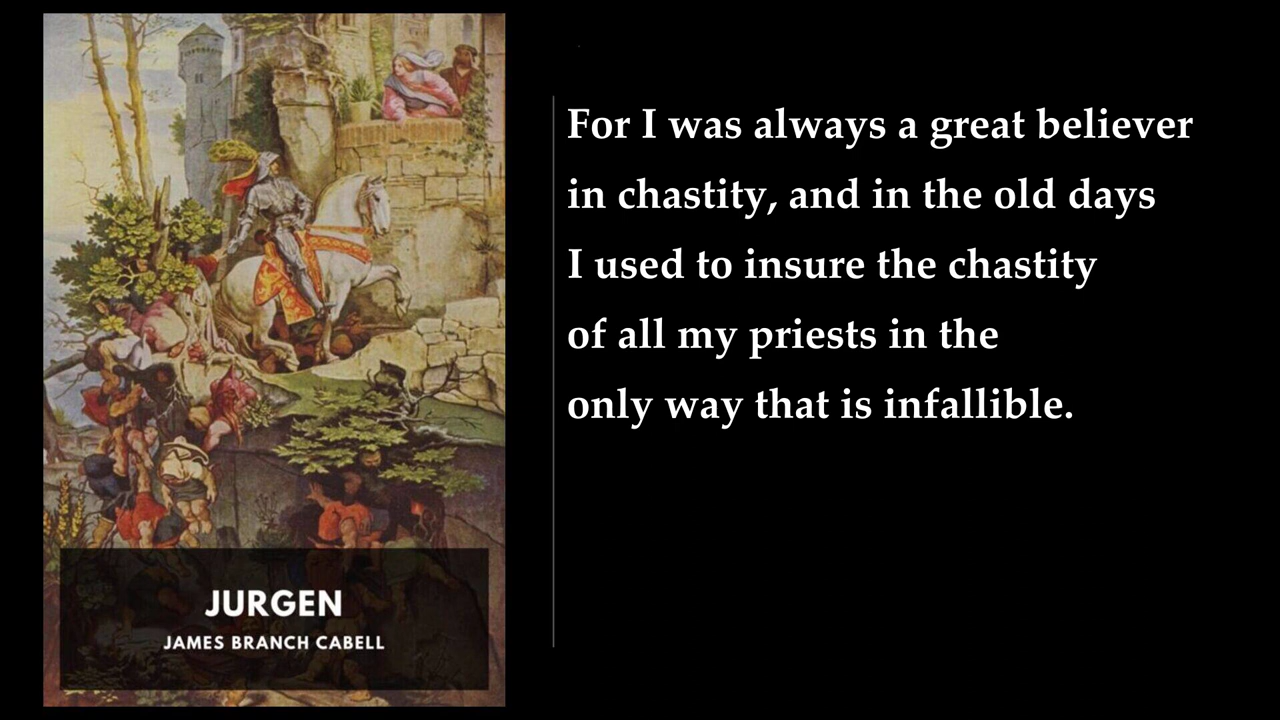 For I was always a great believer
in chastity, and in the old days
I used to insure the chastity
of all my priests in the
only way that is infallible.
JURGEN
JAMES BRANCH CABELL